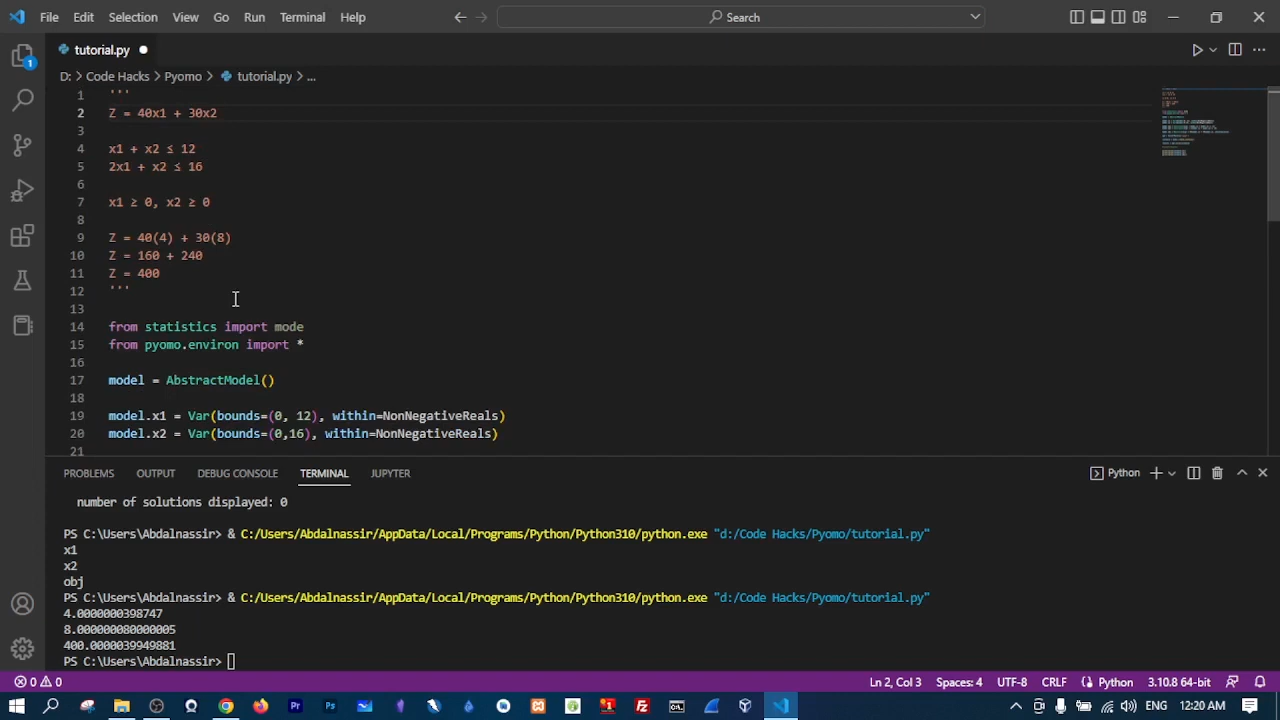 File Edit Selection View Go Run Terminal Help
Search
tutorial.py
D: > Code Hacks > Pyomo > tutorial.py > ...
1 '''
2 Z = 40x1 + 30x2
3
4 x1 + x2 ≤ 12
5 2x1 + x2 ≤ 16
6
7 x1 ≥ 0, x2 ≥ 0
8
9 Z = 40(4) + 30(8)
10 Z = 160 + 240
11 Z = 400
12 '''
13
14 from statistics import mode
15 from pyomo.environ import *
16
17 model = AbstractModel()
18
19 model.x1 = Var(bounds=(0, 12), within=NonNegativeReals)
20 model.x2 = Var(bounds=(0,16), within=NonNegativeReals)
21
PROBLEMS OUTPUT DEBUG CONSOLE TERMINAL JUPYTER
Python
number of solutions displayed: 0
PS C:\Users\Abdalnassir> & C:/Users/Abdalnassir/AppData/Local/Programs/Python/Python310/python.exe "d:/Code Hacks/Pyomo/tutorial.py"
x1
x2
obj
PS C:\Users\Abdalnassir> & C:/Users/Abdalnassir/AppData/Local/Programs/Python/Python310/python.exe "d:/Code Hacks/Pyomo/tutorial.py"
4.0000000398747
8.000000080000005
400.0000039949881
PS C:\Users\Abdalnassir>
0 0 Ln 2, Col 3 Spaces: 4 UTF-8 CRLF Python 3.10.8 64-bit
ENG 12:20 AM